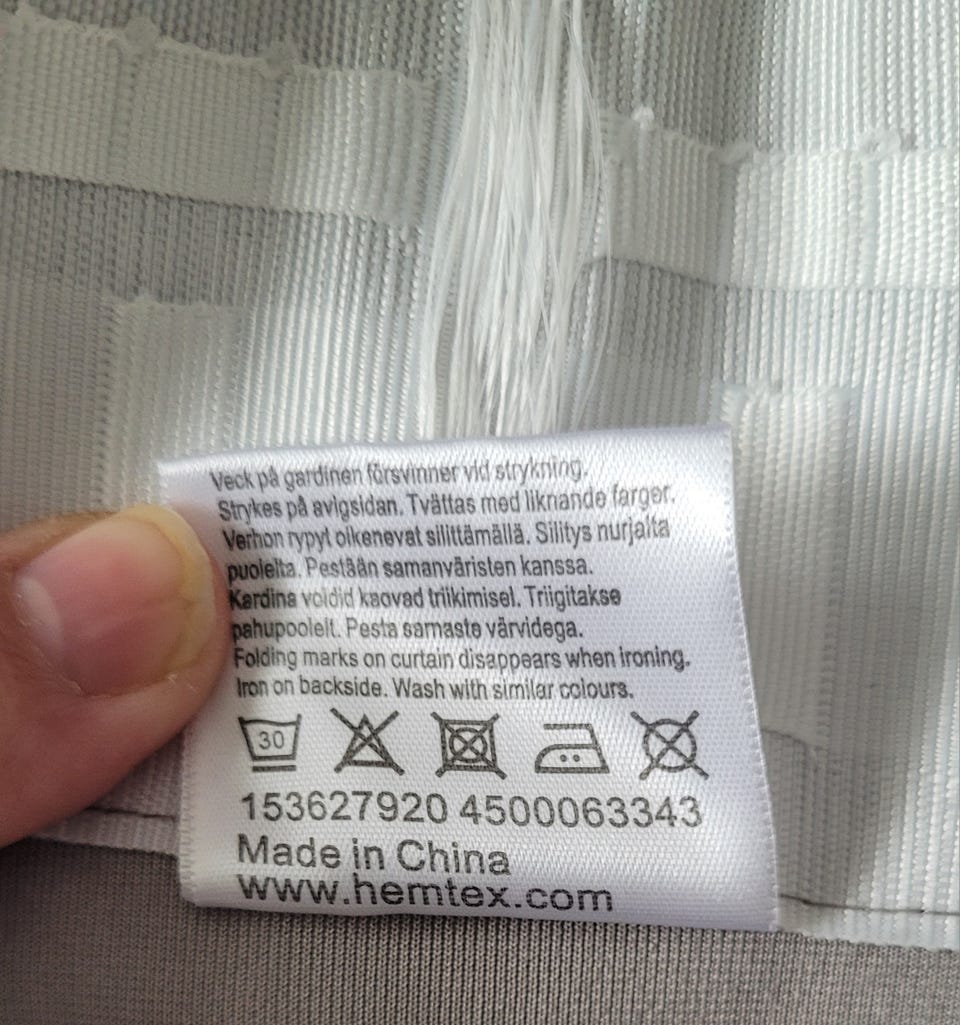 Veck på gardinen försvinner vid strykning.
Strykes på avigsidan. Tvättas med liknande färger.
Verhon rypyt oikenevat silittämällä. Silitys nurjalta
puolelta. Pestään samanväristen kanssa.
Kardina voldid kaovad triikimisel. Triigitakse
pahupoolelt. Pesta sarnaste värvidega.
Folding marks on curtain disappears when ironing.
Iron on backside. Wash with similar colours.
30
153627920 4500063343
Made in China
www.hemtex.com